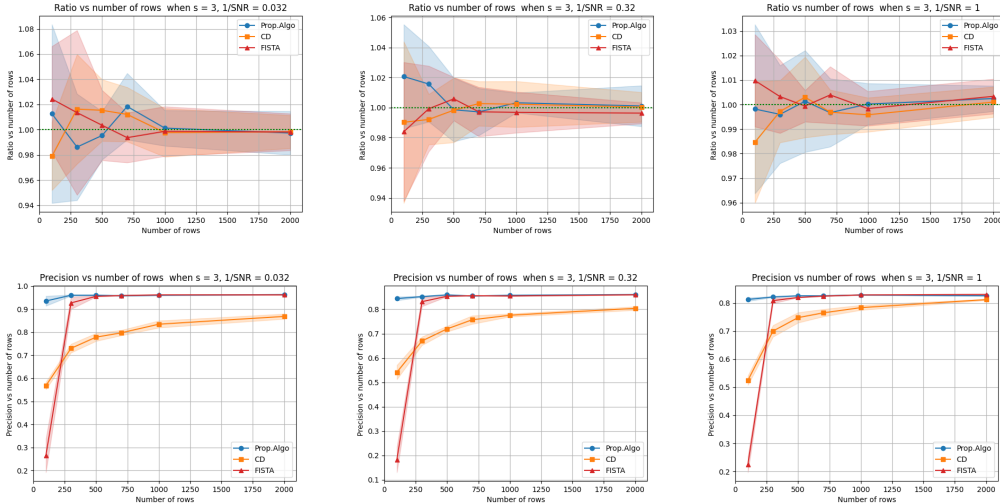 Ratio vs number of rows  when s = 3, 1/SNR = 0.032
Ratio vs number of rows
1.08
1.06
1.04
1.02
1.00
0.98
0.96
0.94
Prop.Algo
CD
FISTA
0 250 500 750 1000 1250 1500 1750 2000
Number of rows
Ratio vs number of rows  when s = 3, 1/SNR = 0.32
Ratio vs number of rows
1.06
1.04
1.02
1.00
0.98
0.96
0.94
Prop.Algo
CD
FISTA
0 250 500 750 1000 1250 1500 1750 2000
Number of rows
Ratio vs number of rows  when s = 3, 1/SNR = 1
Ratio vs number of rows
1.03
1.02
1.01
1.00
0.99
0.98
0.97
0.96
Prop.Algo
CD
FISTA
0 250 500 750 1000 1250 1500 1750 2000
Number of rows
Precision vs number of rows  when s = 3, 1/SNR = 0.032
Precision vs number of rows
1.0
0.9
0.8
0.7
0.6
0.5
0.4
0.3
0.2
Prop.Algo
CD
FISTA
0 250 500 750 1000 1250 1500 1750 2000
Number of rows
Precision vs number of rows  when s = 3, 1/SNR = 0.32
Precision vs number of rows
0.9
0.8
0.7
0.6
0.5
0.4
0.3
0.2
0.1
Prop.Algo
CD
FISTA
0 250 500 750 1000 1250 1500 1750 2000
Number of rows
Precision vs number of rows  when s = 3, 1/SNR = 1
Precision vs number of rows
0.8
0.7
0.6
0.5
0.4
0.3
0.2
Prop.Algo
CD
FISTA
0 250 500 750 1000 1250 1500 1750 2000
Number of rows